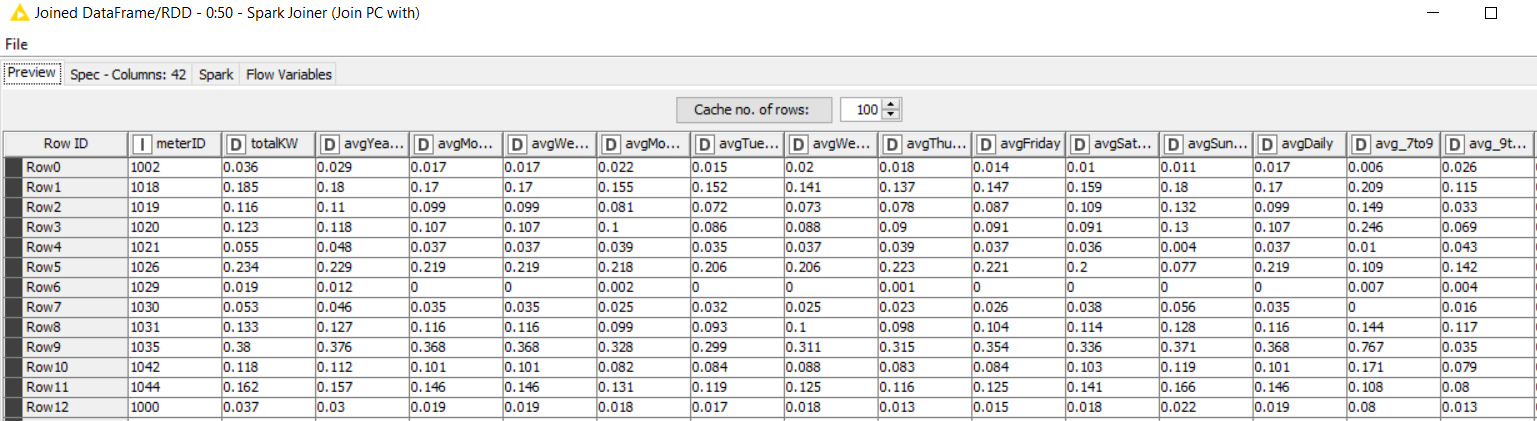 Joined DataFrame/RDD - 0:50 - Spark Joiner (Join PC with)
File
Preview Spec - Columns: 42 Spark Flow Variables
Cache no. of rows: 100
Row ID I meterID D totalKW D avgYea... D avgMo... D avgWe... D avgMo... D avgTue... D avgWe... D avgThu... D avgFriday D avgSat... D avgSun... D avgDaily D avg_7to9 D avg_9t...
Row0 1002 0.036 0.029 0.017 0.017 0.022 0.015 0.02 0.018 0.014 0.01 0.011 0.017 0.006 0.026
Row1 1018 0.185 0.18 0.17 0.17 0.155 0.152 0.141 0.137 0.147 0.159 0.18 0.17 0.209 0.115
Row2 1019 0.116 0.11 0.099 0.099 0.081 0.072 0.073 0.078 0.087 0.109 0.132 0.099 0.149 0.033
Row3 1020 0.123 0.118 0.107 0.107 0.1 0.086 0.088 0.09 0.091 0.091 0.13 0.107 0.246 0.069
Row4 1021 0.055 0.048 0.037 0.037 0.039 0.035 0.037 0.039 0.037 0.036 0.004 0.037 0.01 0.043
Row5 1026 0.234 0.229 0.219 0.219 0.218 0.206 0.206 0.223 0.221 0.2 0.077 0.219 0.109 0.142
Row6 1029 0.019 0.012 0 0 0.002 0 0 0.001 0 0 0 0 0.007 0.004
Row7 1030 0.053 0.046 0.035 0.035 0.025 0.032 0.025 0.023 0.026 0.038 0.056 0.035 0 0.016
Row8 1031 0.133 0.127 0.116 0.116 0.099 0.093 0.1 0.098 0.104 0.114 0.128 0.116 0.144 0.117
Row9 1035 0.38 0.376 0.368 0.368 0.328 0.299 0.311 0.315 0.354 0.336 0.371 0.368 0.767 0.035
Row10 1042 0.118 0.112 0.101 0.101 0.082 0.084 0.088 0.083 0.084 0.103 0.119 0.101 0.171 0.079
Row11 1044 0.162 0.157 0.146 0.146 0.131 0.119 0.125 0.116 0.125 0.141 0.166 0.146 0.108 0.08
Row12 1000 0.037 0.03 0.019 0.019 0.018 0.017 0.018 0.013 0.015 0.018 0.022 0.019 0.08 0.013